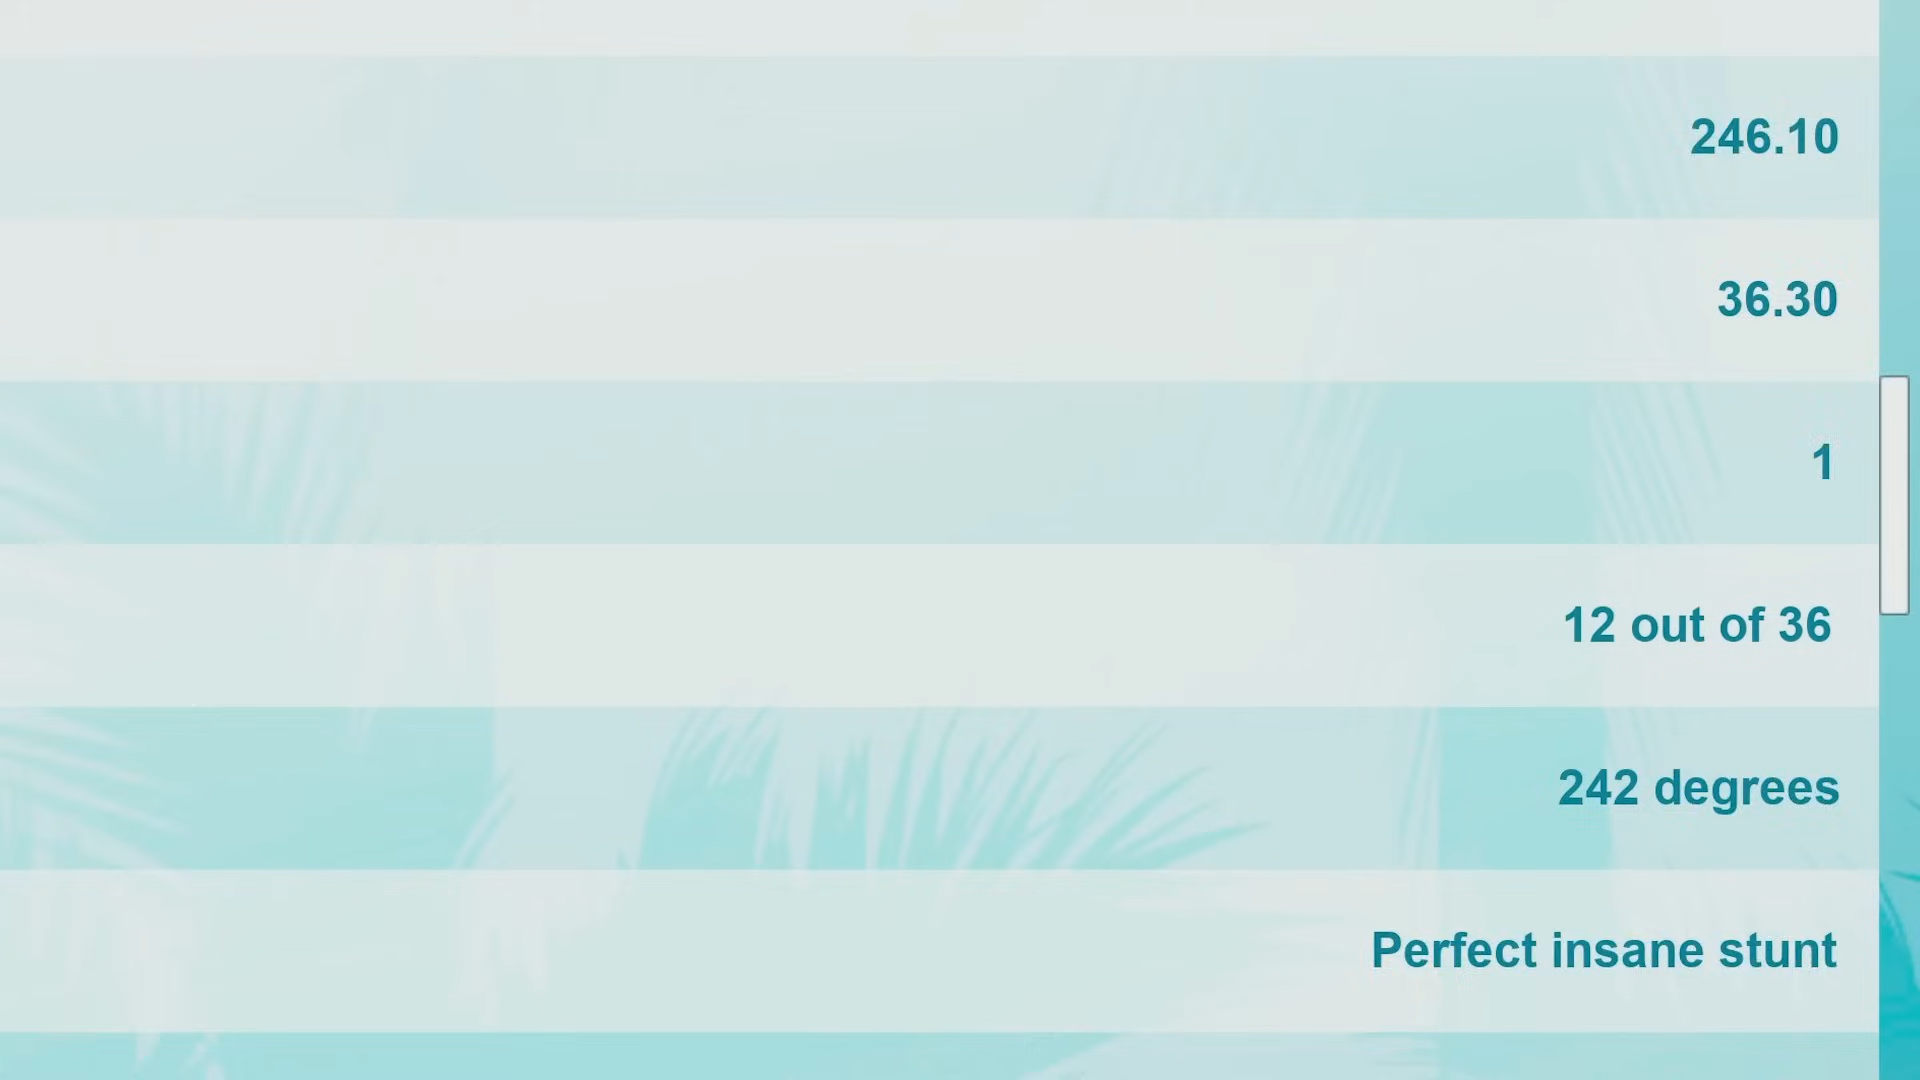 246.10
36.30
1
12 out of 36
242 degrees
Perfect insane stunt